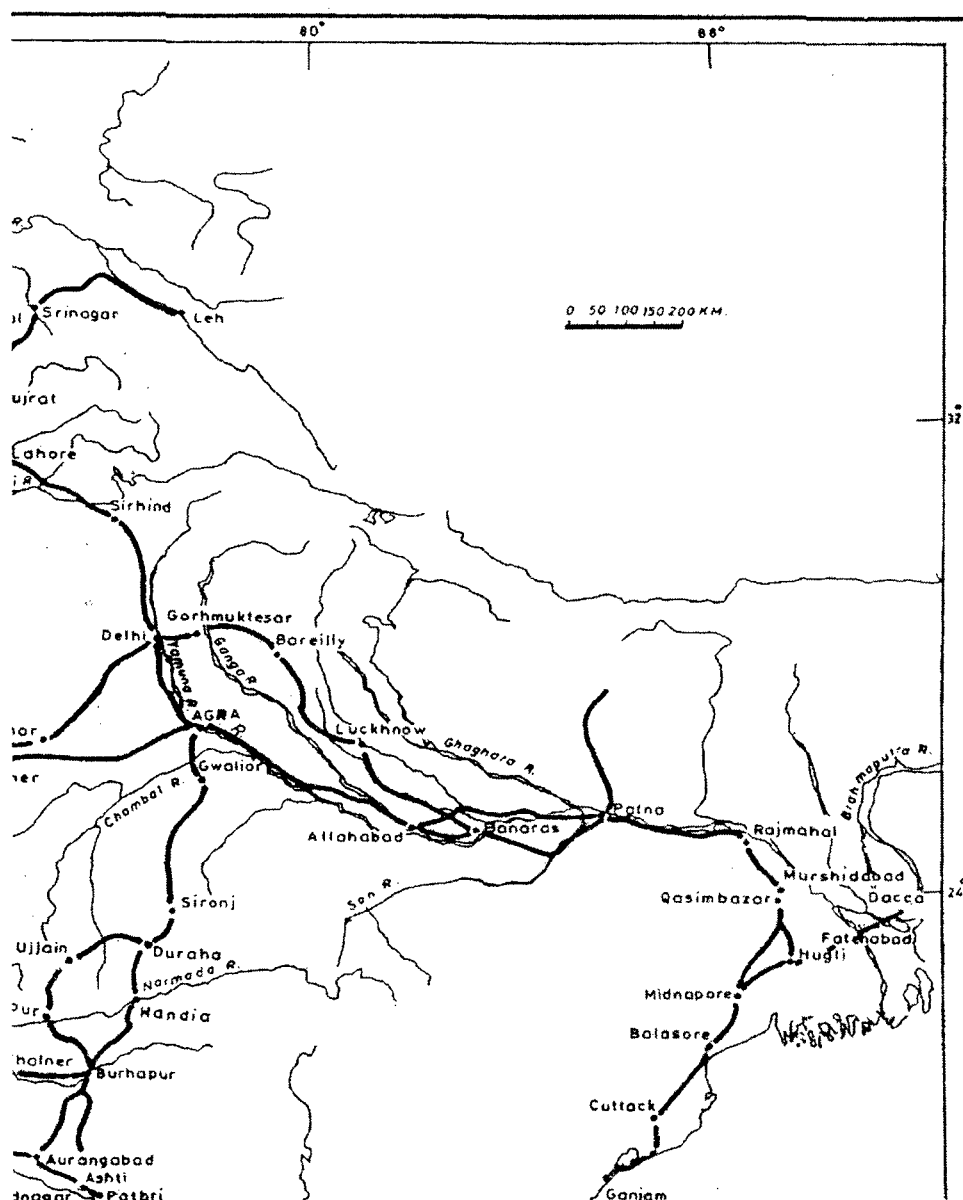 80°
88°
R.
Srinagar
Leh
0 50 100 150 200 KM.
ujrat
32°
Lahore
i R.
Sirhind
Gorhmuktesar
Delhi
Bareilly
Ganga R.
Yamuna R.
AGRA
R.
Luckhnow
Ghaghara R.
Gwalior
Chambal R.
Brahmaputra R.
Patna
Allahabad
Banaras
Rajmahal
Murshidabad
24°
Son R.
Qasimbazar
Dacca
Sironj
Fatehabad
Ujjain
Duraha
Hugli
Narmada R.
Midnapore
Handia
Balasore
halner
Burhapur
Cuttack
Aurangabad
Ashti
dnagar
Pathri
Ganjam